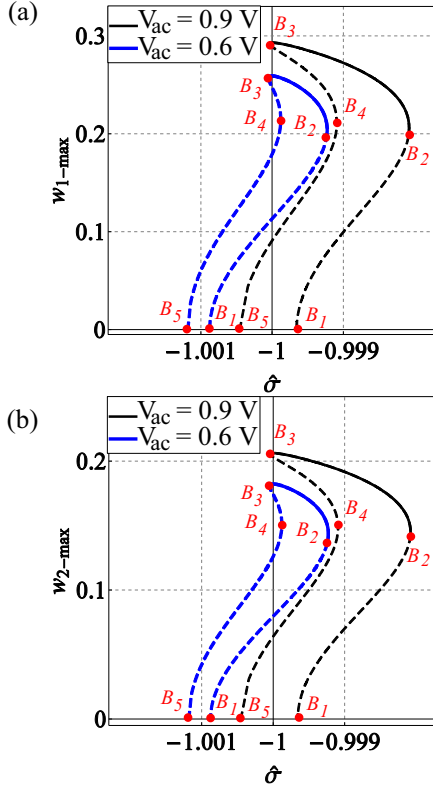 (a)
V_ac = 0.9 V
V_ac = 0.6 V
B_3
B_3
B_4
B_2
B_4
B_2
B_5
B_1
B_5
B_1
0.3
0.2
0.1
0
w_1-max
-1.001
-1
-0.999
σ̂
(b)
V_ac = 0.9 V
V_ac = 0.6 V
B_3
B_3
B_4
B_2
B_4
B_2
B_5
B_1
B_5
B_1
0.2
0.1
0
w_2-max
-1.001
-1
-0.999
σ̂